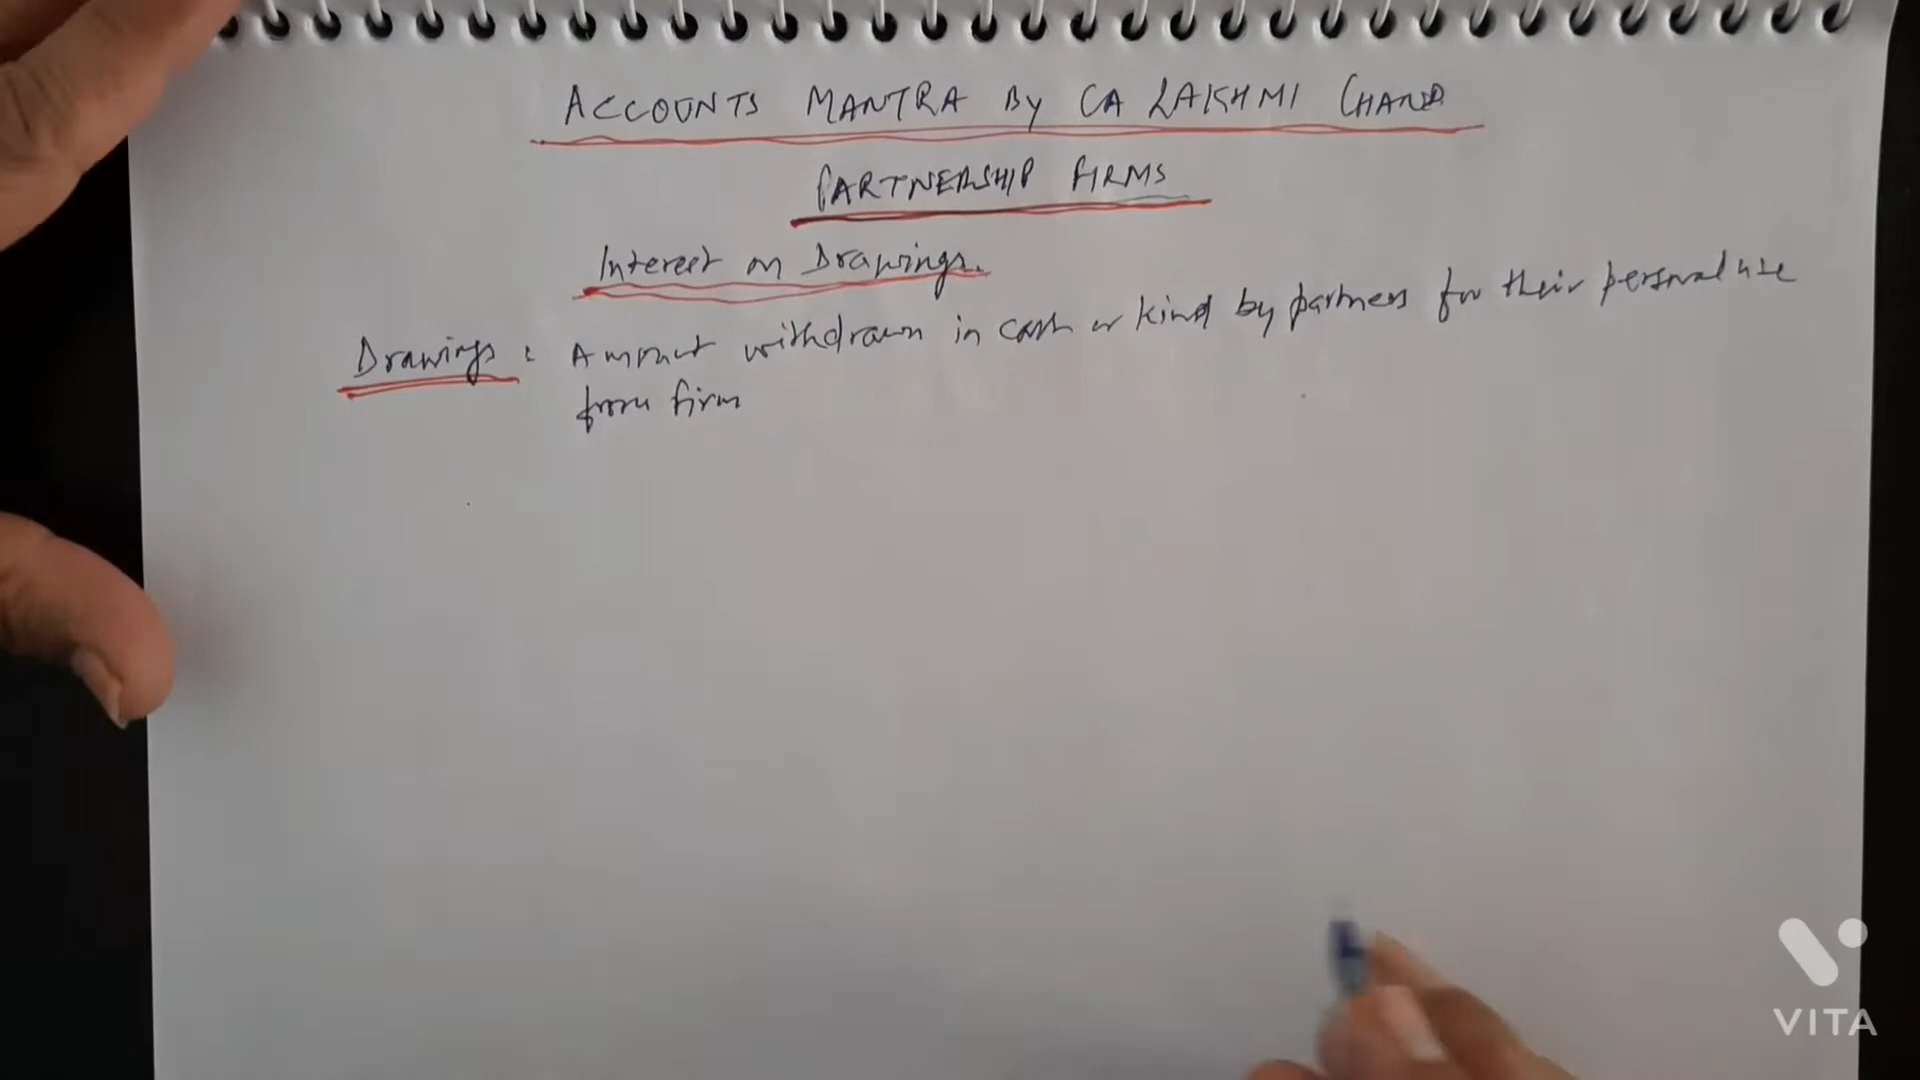 ACCOUNTS MANTRA By CA LAKHMI CHAND
PARTNERSHIP FIRMS
Interest on Drawings.
Drawings : Amount withdrawn in cash or kind by partners for their personal use
from firm
VITA